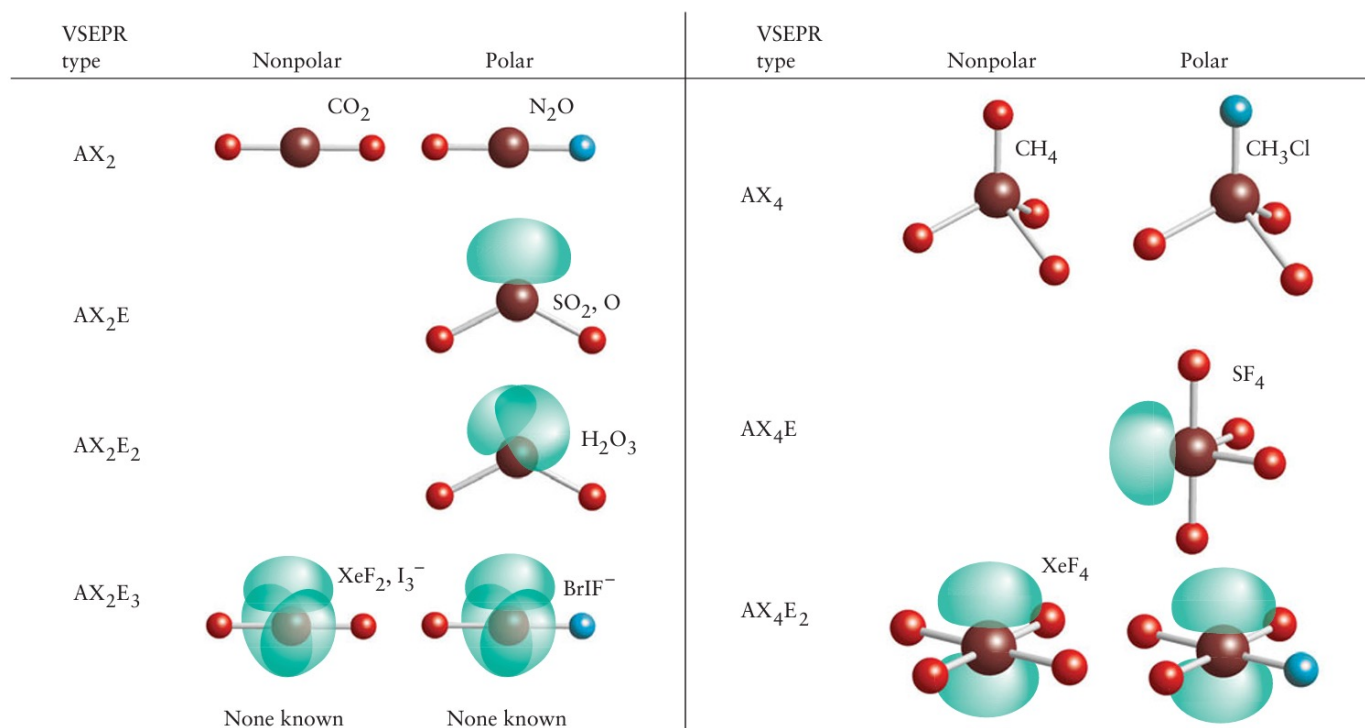 VSEPR
type Nonpolar Polar
CO₂ N₂O
AX₂
AX₂E
SO₂, O
AX₂E₂
H₂O₃
AX₂E₃
XeF₂, I₃⁻ BrIF⁻
None known None known
VSEPR
type Nonpolar Polar
AX₄
CH₄ CH₃Cl
AX₄E
SF₄
AX₄E₂
XeF₄